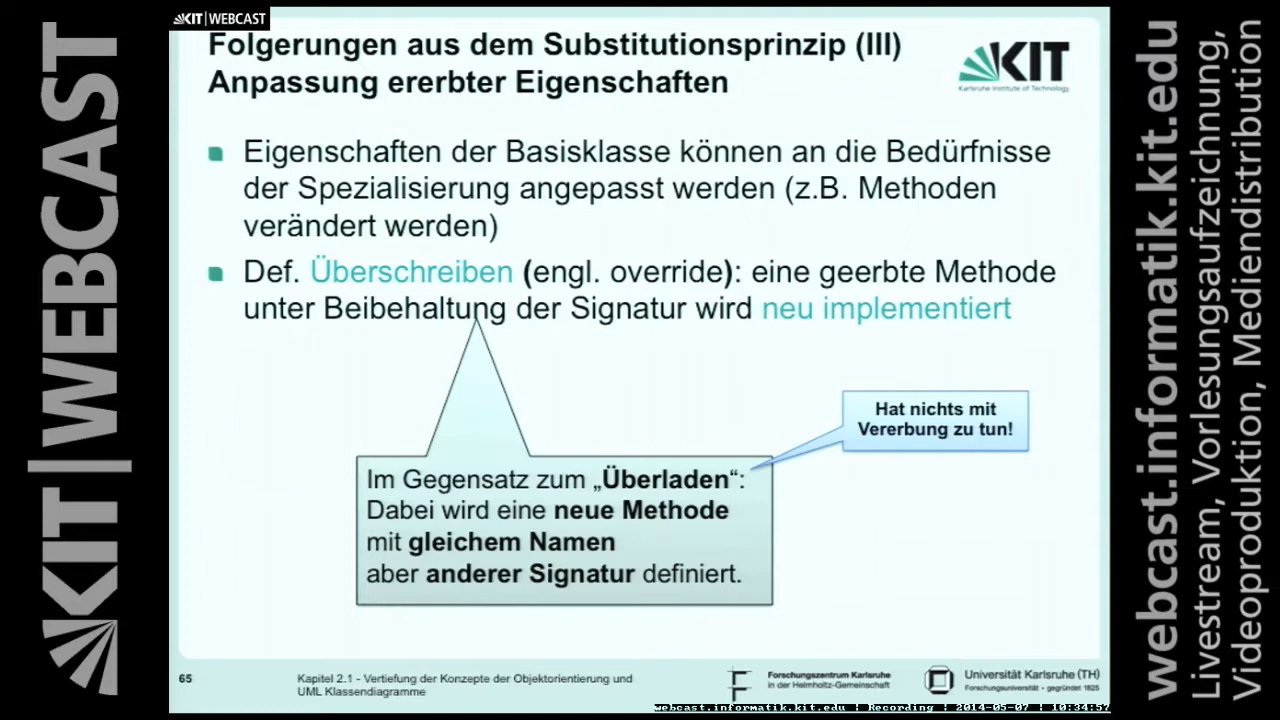 KIT | WEBCAST
KIT | WEBCAST
Folgerungen aus dem Substitutionsprinzip (III)
Anpassung ererbter Eigenschaften
KIT
Karlsruhe Institute of Technology
Eigenschaften der Basisklasse können an die Bedürfnisse
der Spezialisierung angepasst werden (z.B. Methoden
verändert werden)
Def. Überschreiben (engl. override): eine geerbte Methode
unter Beibehaltung der Signatur wird neu implementiert
Hat nichts mit
Vererbung zu tun!
Im Gegensatz zum „Überladen“:
Dabei wird eine neue Methode
mit gleichem Namen
aber anderer Signatur definiert.
65
Kapitel 2.1 - Vertiefung der Konzepte der Objektorientierung und
UML Klassendiagramme
Forschungszentrum Karlsruhe
in der Helmholtz-Gemeinschaft
Universität Karlsruhe (TH)
Forschungsuniversität - gegründet 1825
webcast.informatik.kit.edu | Recording | 2014-05-07 | 10:34:57
webcast.informatik.kit.edu
Livestream, Vorlesungsaufzeichnung,
Videoproduktion, Mediendistribution